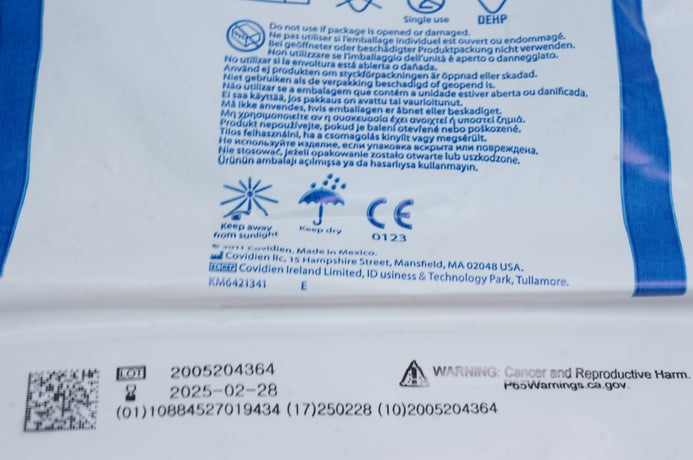 Single use
DEHP
Do not use if package is opened or damaged.
Ne pas utiliser si l'emballage individuel est ouvert ou endommagé.
Bei geöffneter oder beschädigter Produktpackung nicht verwenden.
Non utilizzare se l'imballaggio dell'unità è aperto o danneggiato.
No utilizar si la envoltura está abierta o dañada.
Använd ej produkten om styckförpackningen är öppnad eller skadad.
Niet gebruiken als de verpakking beschadigd of geopend is.
Não utilizar se a embalagem que contém a unidade estiver aberta ou danificada.
Ei saa käyttää, jos pakkaus on avattu tai vaurioitunut.
Må ikke anvendes, hvis emballagen er åbnet eller beskadiget.
Μη χρησιμοποιείτε αν η συσκευασία έχει ανοιχτεί ή υποστεί ζημιά.
Produkt nepoužívejte, pokud je balení otevřené nebo poškozené.
Tilos felhasználni, ha a csomagolás kinyílt vagy megsérült.
Не используйте изделие, если упаковка вскрыта или повреждена.
Nie stosować, jeżeli opakowanie zostało otwarte lub uszkodzone.
Ürünün ambalajı açılmışsa ya da hasarlıysa kullanmayın.
Keep away
from sunlight
Keep dry
CE
0123
© 2011 Covidien. Made in Mexico.
Covidien llc, 15 Hampshire Street, Mansfield, MA 02048 USA.
EC REP Covidien Ireland Limited, ID usiness & Technology Park, Tullamore.
KM6421341 E
LOT 2005204364
2025-02-28
(01)10884527019434 (17)250228 (10)2005204364
WARNING: Cancer and Reproductive Harm.
P65Warnings.ca.gov.